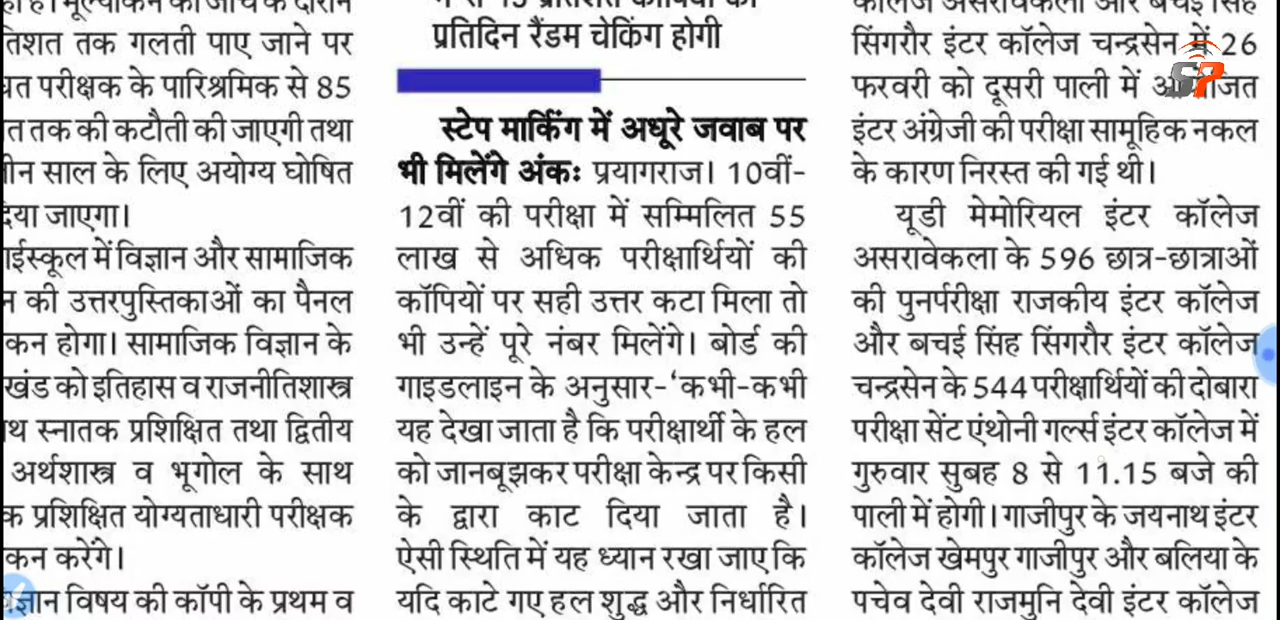 तिशत तक गलती पाए जाने पर
परीक्षक के पारिश्रमिक से 85
तक की कटौती की जाएगी तथा
साल के लिए अयोग्य घोषित
जाएगा।
में विज्ञान और सामाजिक
की उत्तरपुस्तिकाओं का पैनल
कन होगा। सामाजिक विज्ञान के
खंड को इतिहास व राजनीतिशास्त्र
थ स्नातक प्रशिक्षित तथा द्वितीय
अर्थशास्त्र व भूगोल के साथ
क प्रशिक्षित योग्यताधारी परीक्षक
कन करेंगे।
विषय की कॉपी के प्रथम व
प्रतिदिन रैंडम चेकिंग होगी
स्टेप मार्किंग में अधूरे जवाब पर
भी मिलेंगे अंकः प्रयागराज। 10वीं-
12वीं की परीक्षा में सम्मिलित 55
लाख से अधिक परीक्षार्थियों की
कॉपियों पर सही उत्तर कटा मिला तो
भी उन्हें पूरे नंबर मिलेंगे। बोर्ड की
गाइडलाइन के अनुसार-‘कभी-कभी
यह देखा जाता है कि परीक्षार्थी के हल
को जानबूझकर परीक्षा केन्द्र पर किसी
के द्वारा काट दिया जाता है।
ऐसी स्थिति में यह ध्यान रखा जाए कि
यदि काटे गए हल शुद्ध और निर्धारित
कॉलेज असरावेकला और बचई सिंह
सिंगरौर इंटर कॉलेज चन्द्रसेन में 26
फरवरी को दूसरी पाली में
इंटर अंग्रेजी की परीक्षा सामूहिक नकल
के कारण निरस्त की गई थी।
यूडी मेमोरियल इंटर कॉलेज
असरावेकला के 596 छात्र-छात्राओं
की पुनर्परीक्षा राजकीय इंटर कॉलेज
और बचई सिंह सिंगरौर इंटर कॉलेज
चन्द्रसेन के 544 परीक्षार्थियों की दोबारा
परीक्षा सेंट एंथोनी गर्ल्स इंटर कॉलेज में
गुरुवार सुबह 8 से 11.15 बजे की
पाली में होगी। गाजीपुर के जयनाथ इंटर
कॉलेज खेमपुर गाजीपुर और बलिया के
पचेव देवी राजमुनि देवी इंटर कॉलेज
SP